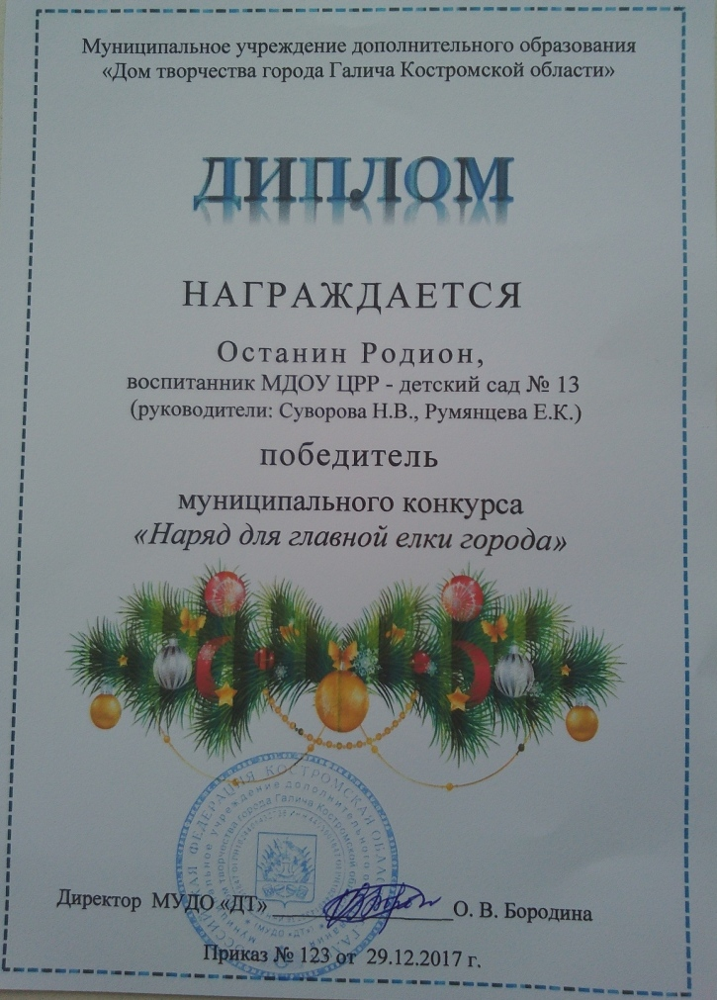 Муниципальное учреждение дополнительного образования
«Дом творчества города Галича Костромской области»
ДИПЛОМ
НАГРАЖДАЕТСЯ
Останин Родион,
воспитанник МДОУ ЦРР - детский сад № 13
(руководители: Суворова Н.В., Румянцева Е.К.)
победитель
муниципального конкурса
«Наряд для главной елки города»
Директор МУДО «ДТ» О. В. Бородина
Приказ № 123 от 29.12.2017 г.